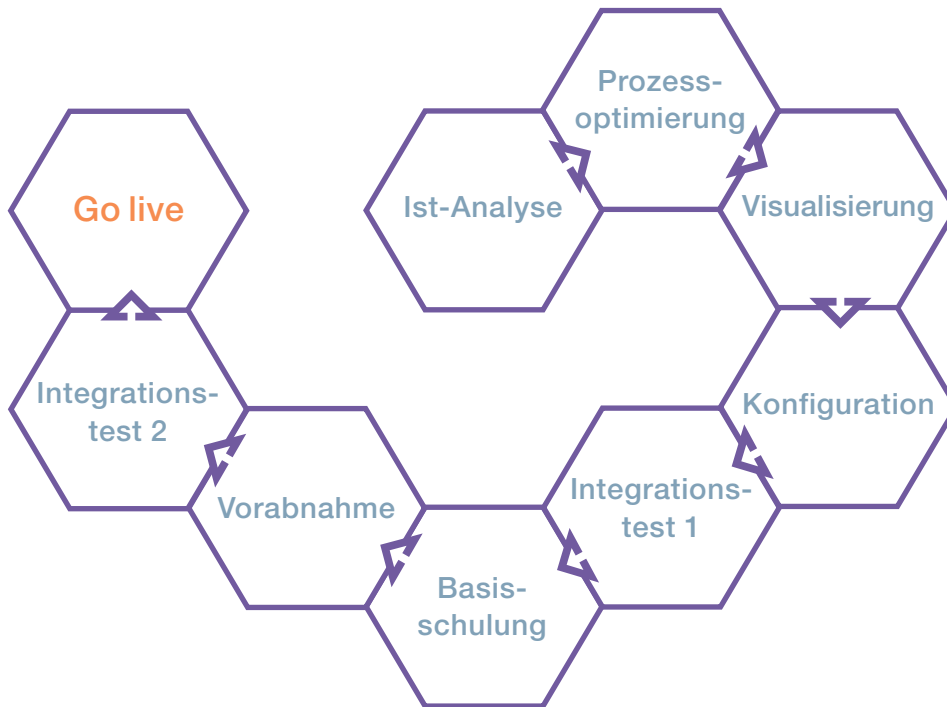 Prozess-
optimierung
Go live
Ist-Analyse
Visualisierung
Integrations-
test 2
Konfiguration
Vorabnahme
Integrations-
test 1
Basis-
schulung